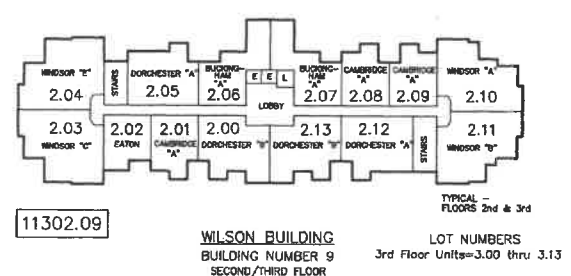 WINDSOR "E"
2.04
STAIRS
DORCHESTER "A"
2.05
BUCKING-
HAM
"A"
2.06
E E L
LOBBY
BUCKING-
HAM
"A"
2.07
CAMBRIDGE
"A"
2.08
CAMBRIDGE
"A"
2.09
WINDSOR "A"
2.10
2.03
WINDSOR "C"
2.02
EATON
2.01
CAMBRIDGE
"A"
2.00
DORCHESTER "B"
2.13
DORCHESTER "B"
2.12
DORCHESTER "A"
STAIRS
2.11
WINDSOR "B"
TYPICAL –
FLOORS 2nd & 3rd
11302.09
WILSON BUILDING
BUILDING NUMBER 9
SECOND/THIRD FLOOR
LOT NUMBERS
3rd Floor Units=3.00 thru 3.13